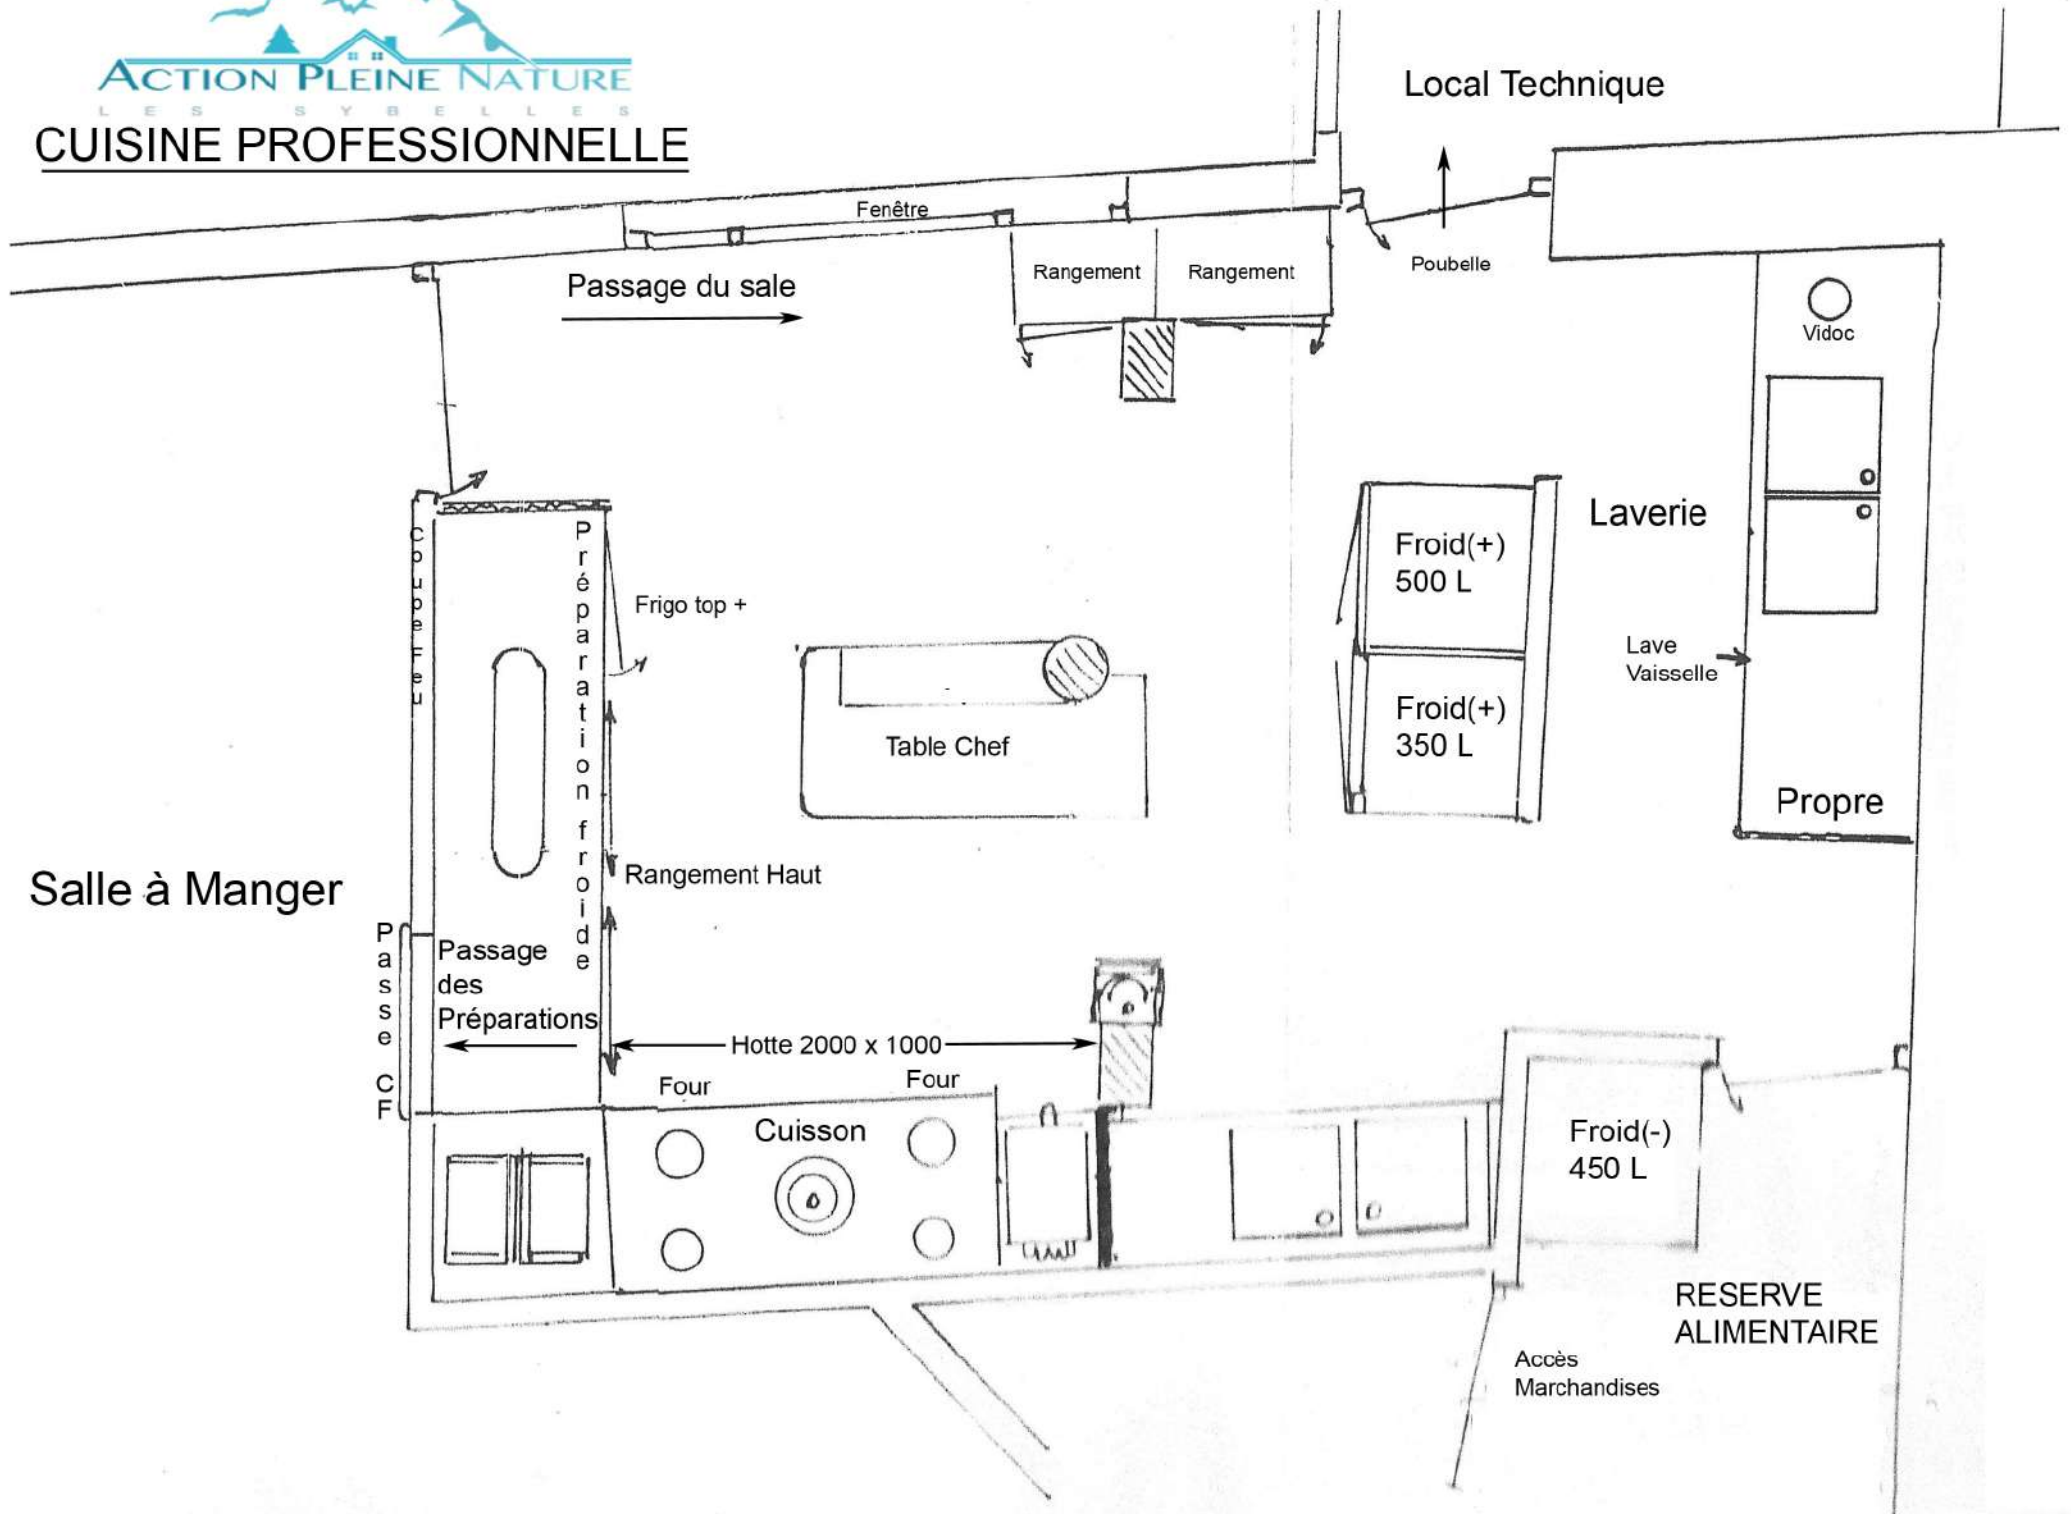 ACTION PLEINE NATURE
LES SYBELLES
CUISINE PROFESSIONNELLE
Local Technique
Fenêtre
Passage du sale
Rangement
Rangement
Poubelle
Vidoc
Coupe Feu
Préparation froide
Frigo top +
Froid(+)
500 L
Laverie
Lave
Vaisselle
Froid(+)
350 L
Table Chef
Propre
Salle à Manger
Rangement Haut
Passe CF
Passage
des
Préparations
Hotte 2000 x 1000
Four
Four
Cuisson
Froid(-)
450 L
RESERVE
ALIMENTAIRE
Accès
Marchandises